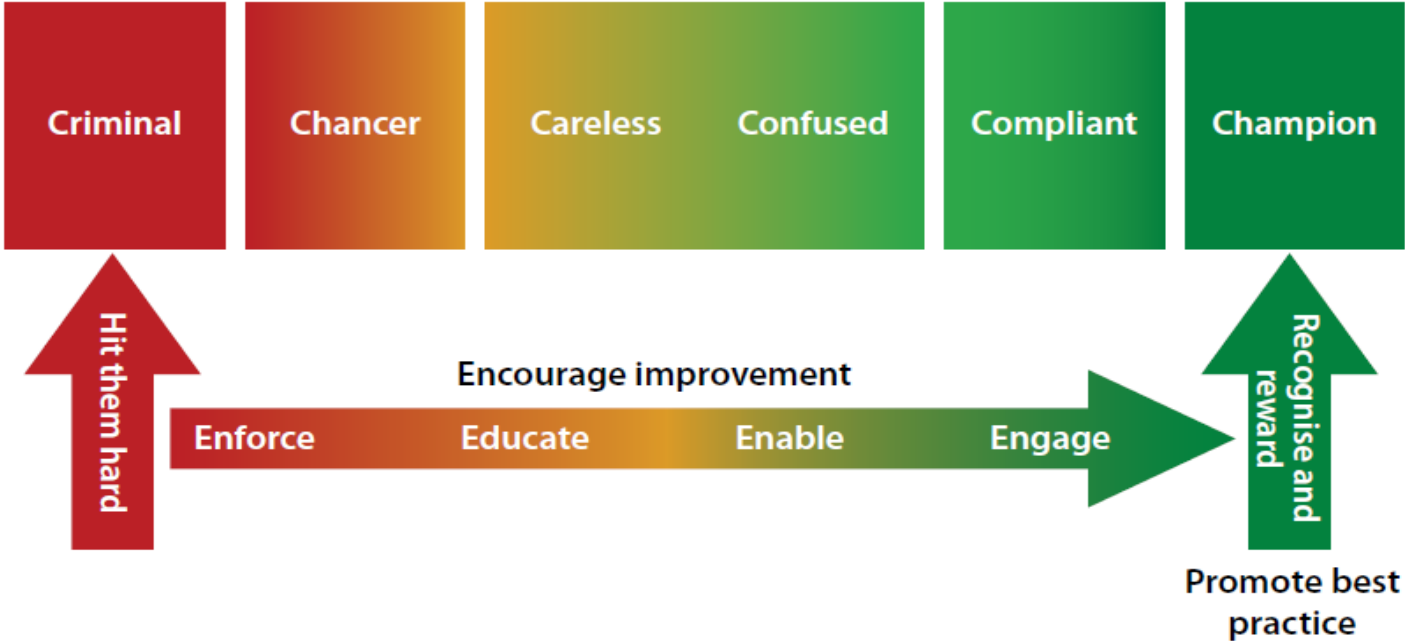 Criminal
Chancer
Careless
Confused
Compliant
Champion
Hit them hard
Encourage improvement
Enforce
Educate
Enable
Engage
Recognise and
reward
Promote best
practice